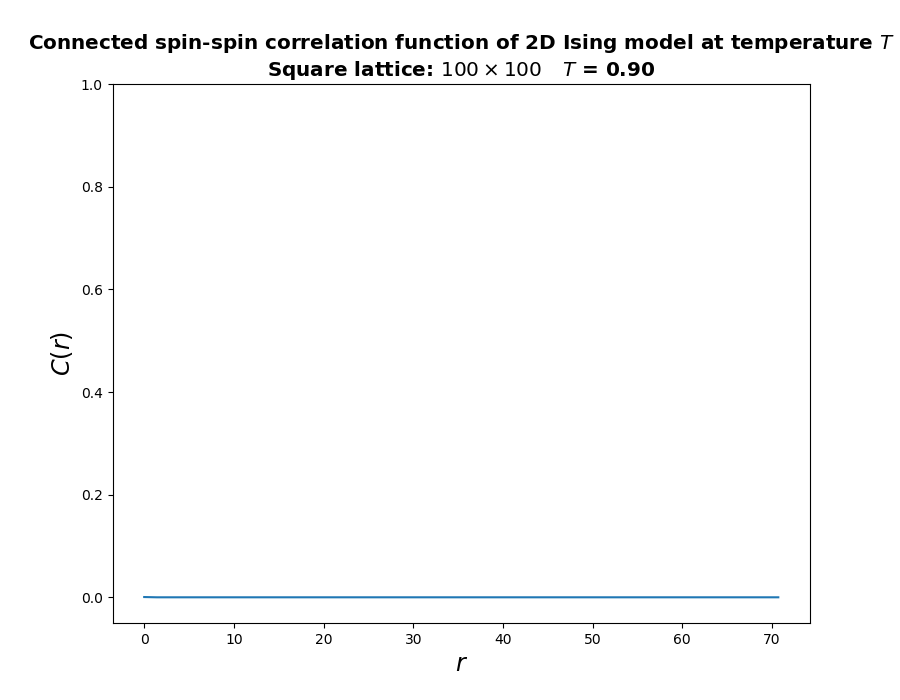 Connected spin-spin correlation function of 2D Ising model at temperature T
Square lattice: 100 × 100 T = 0.90
1.0
0.8
0.6
0.4
0.2
0.0
C(r)
0 10 20 30 40 50 60 70
r